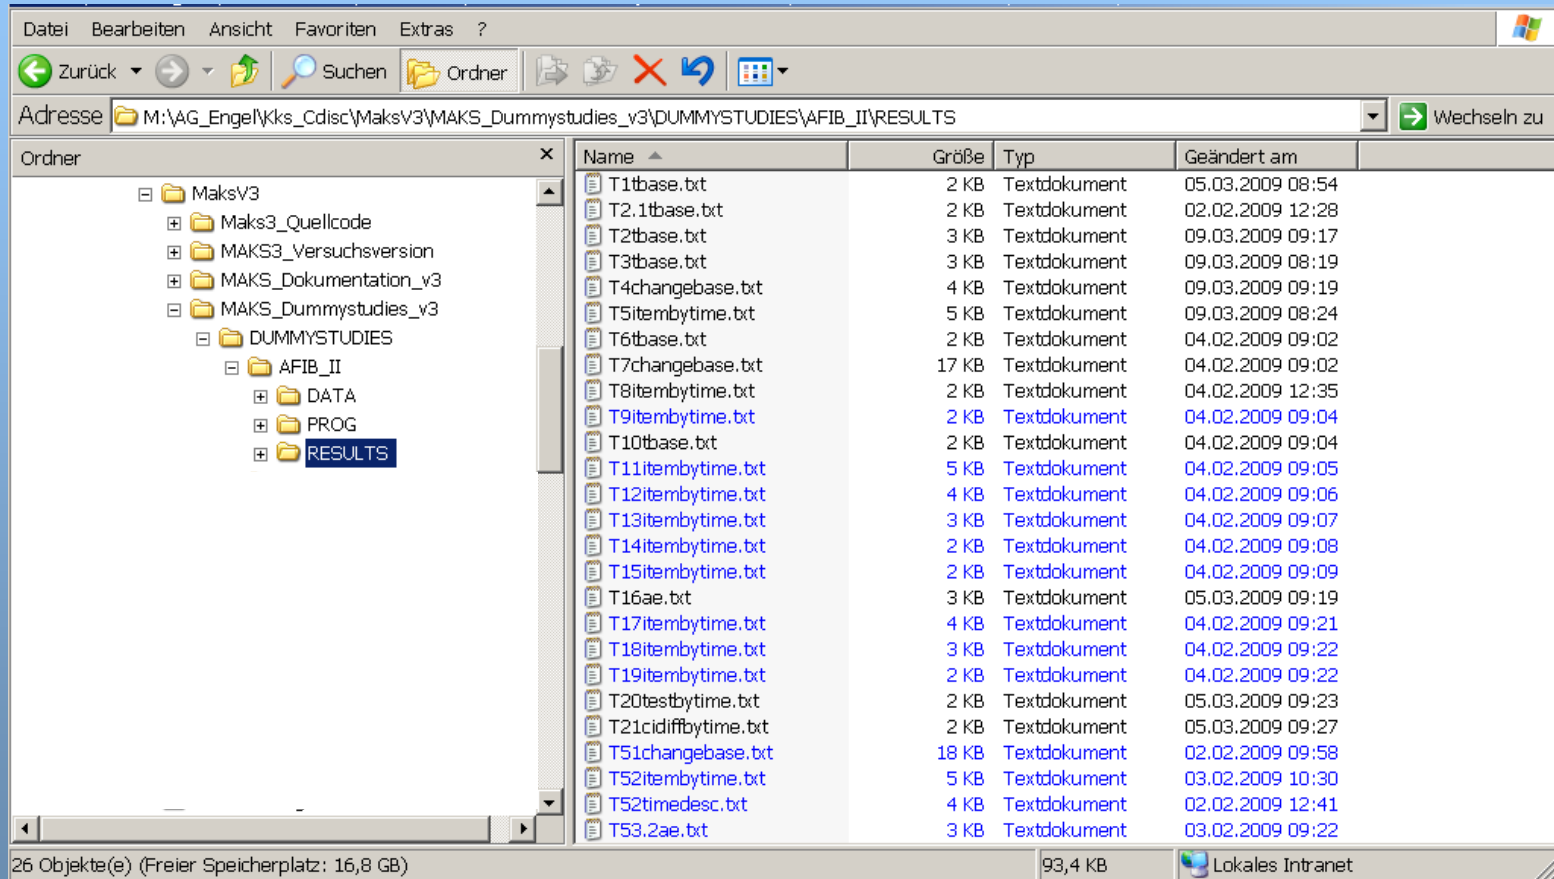 Datei Bearbeiten Ansicht Favoriten Extras ?
Zurück Suchen Ordner
Adresse M:\AG_Engel\Kks_Cdisc\MaksV3\MAKS_Dummystudies_v3\DUMMYSTUDIES\AFIB_II\RESULTS Wechseln zu
Ordner x
MaksV3
Maks3_Quellcode
MAKS3_Versuchsversion
MAKS_Dokumentation_v3
MAKS_Dummystudies_v3
DUMMYSTUDIES
AFIB_II
DATA
PROG
RESULTS
Name Größe Typ Geändert am
T1tbase.txt 2 KB Textdokument 05.03.2009 08:54
T2.1tbase.txt 2 KB Textdokument 02.02.2009 12:28
T2tbase.txt 3 KB Textdokument 09.03.2009 09:17
T3tbase.txt 3 KB Textdokument 09.03.2009 08:19
T4changebase.txt 4 KB Textdokument 09.03.2009 09:19
T5itembytime.txt 5 KB Textdokument 09.03.2009 08:24
T6tbase.txt 2 KB Textdokument 04.02.2009 09:02
T7changebase.txt 17 KB Textdokument 04.02.2009 09:02
T8itembytime.txt 2 KB Textdokument 04.02.2009 12:35
T9itembytime.txt 2 KB Textdokument 04.02.2009 09:04
T10tbase.txt 2 KB Textdokument 04.02.2009 09:04
T11itembytime.txt 5 KB Textdokument 04.02.2009 09:05
T12itembytime.txt 4 KB Textdokument 04.02.2009 09:06
T13itembytime.txt 3 KB Textdokument 04.02.2009 09:07
T14itembytime.txt 2 KB Textdokument 04.02.2009 09:08
T15itembytime.txt 2 KB Textdokument 04.02.2009 09:09
T16ae.txt 3 KB Textdokument 05.03.2009 09:19
T17itembytime.txt 4 KB Textdokument 04.02.2009 09:21
T18itembytime.txt 3 KB Textdokument 04.02.2009 09:22
T19itembytime.txt 2 KB Textdokument 04.02.2009 09:22
T20testbytime.txt 2 KB Textdokument 05.03.2009 09:23
T21cidiffbytime.txt 2 KB Textdokument 05.03.2009 09:27
T51changebase.txt 18 KB Textdokument 02.02.2009 09:58
T52itembytime.txt 5 KB Textdokument 03.02.2009 10:30
T52timedesc.txt 4 KB Textdokument 02.02.2009 12:41
T53.2ae.txt 3 KB Textdokument 03.02.2009 09:22
26 Objekte(e) (Freier Speicherplatz: 16,8 GB) 93,4 KB Lokales Intranet